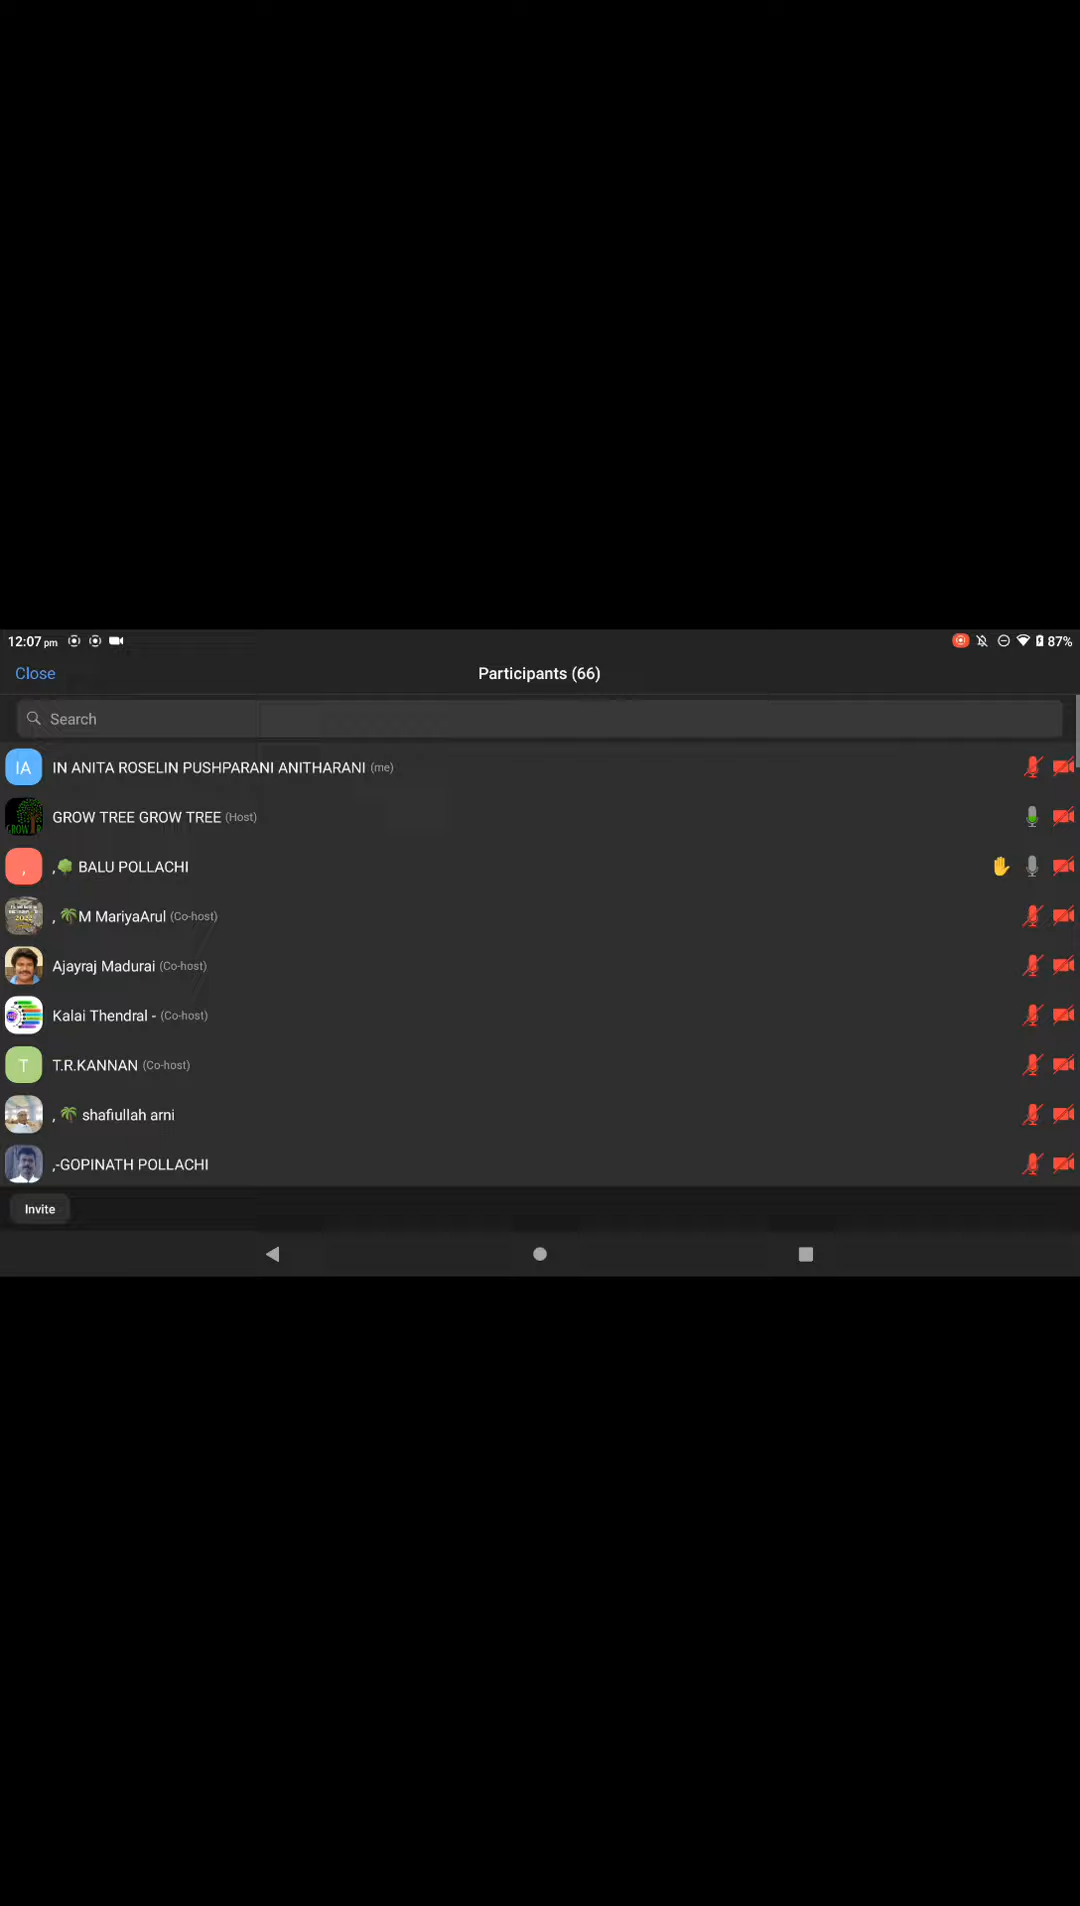 12:07 pm 87%
Close Participants (66)
Search
IA IN ANITA ROSELIN PUSHPARANI ANITHARANI (me)
GROW TREE GROW TREE (Host)
, ,🌳 BALU POLLACHI ✋
2022 , 🌴M MariyaArul (Co-host)
Ajayraj Madurai (Co-host)
Kalai Thendral - (Co-host)
T T.R.KANNAN (Co-host)
, 🌴 shafiullah arni
,-GOPINATH POLLACHI
Invite